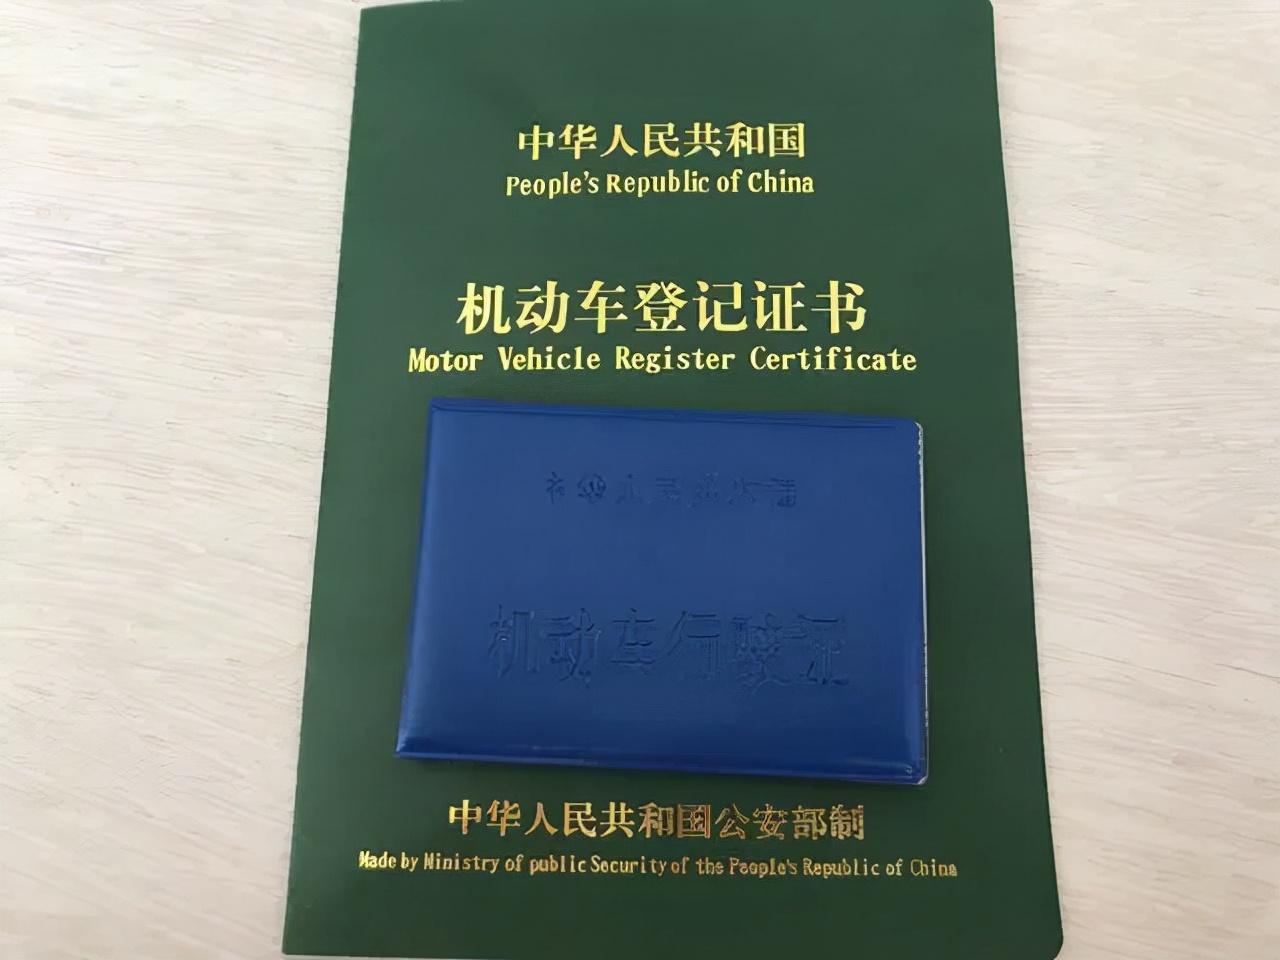 中华人民共和国
People's Republic of China
机动车登记证书
Motor Vehicle Register Certificate
机动车行驶证
中华人民共和国公安部制
Made by Ministry of public Security of the People's Republic of China